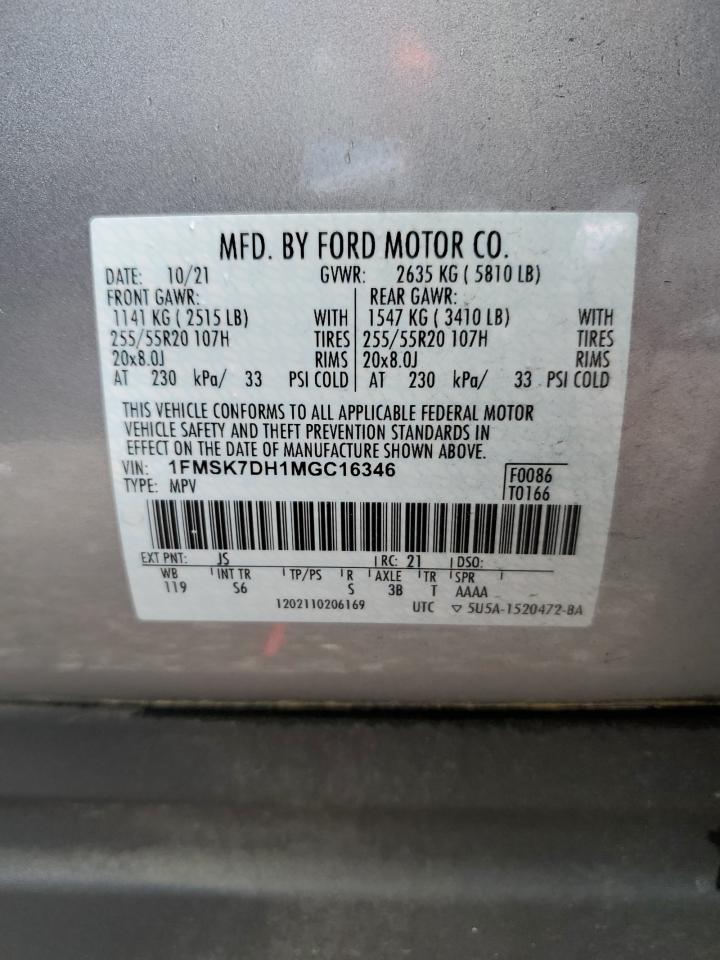 MFD. BY FORD MOTOR CO.
DATE: 10/21 GVWR: 2635 KG ( 5810 LB)
FRONT GAWR: REAR GAWR:
1141 KG ( 2515 LB) WITH 1547 KG ( 3410 LB) WITH
255/55R20 107H TIRES 255/55R20 107H TIRES
20x8.0J RIMS 20x8.0J RIMS
AT 230 kPa/ 33 PSI COLD AT 230 kPa/ 33 PSI COLD
THIS VEHICLE CONFORMS TO ALL APPLICABLE FEDERAL MOTOR
VEHICLE SAFETY AND THEFT PREVENTION STANDARDS IN
EFFECT ON THE DATE OF MANUFACTURE SHOWN ABOVE.
VIN: 1FMSK7DH1MGC16346 F0086
TYPE: MPV T0166
EXT PNT: JS RC: 21 DSO:
WB INT TR TP/PS R AXLE TR SPR
119 S6 S 3B T AAAA
1202110206169 UTC ▽ 5U5A-1520472-BA